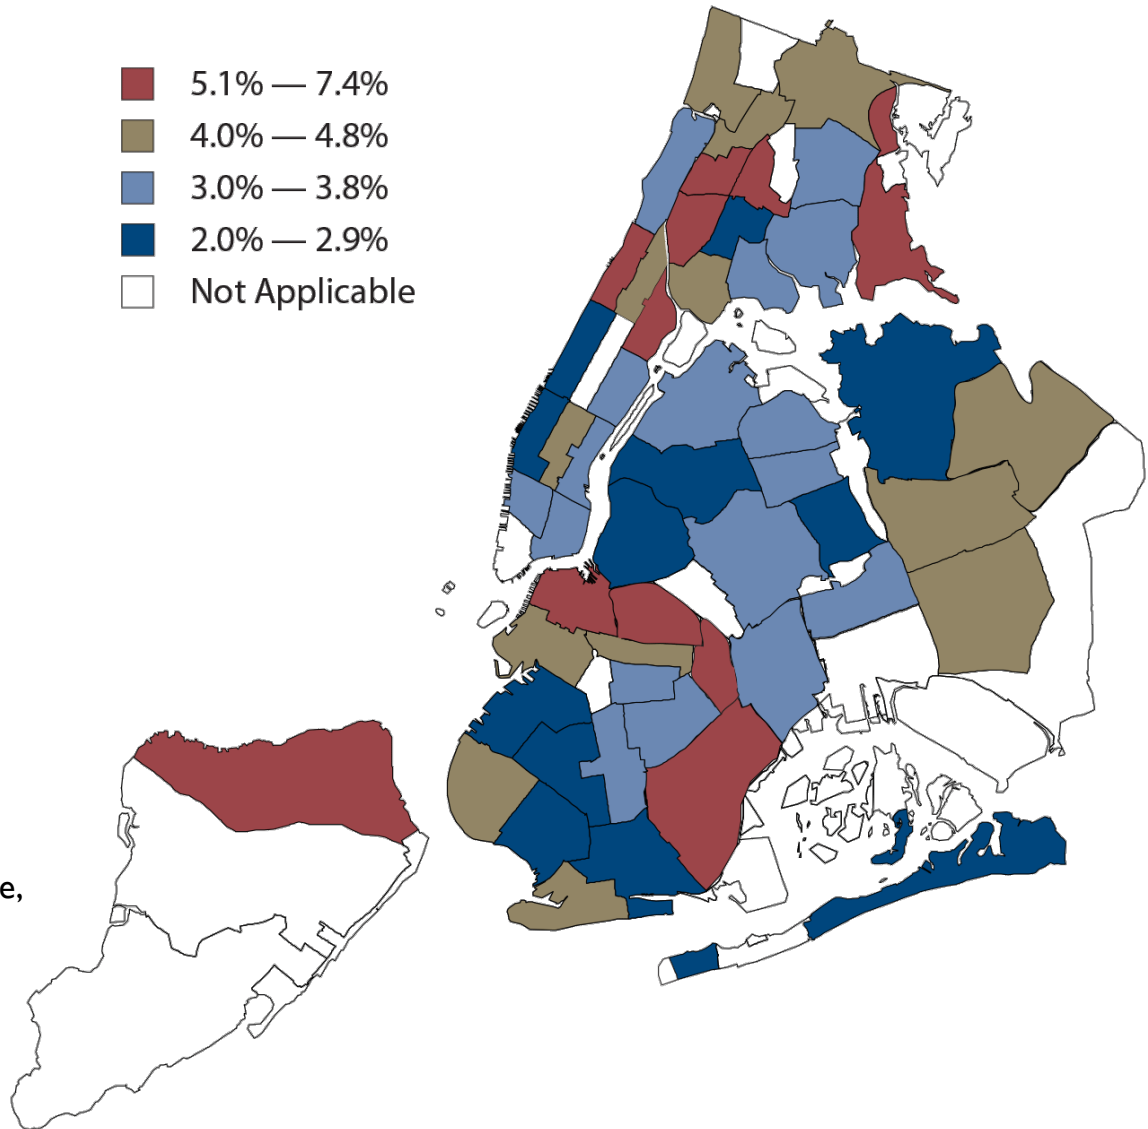 5.1% — 7.4%
4.0% — 4.8%
3.0% — 3.8%
2.0% — 2.9%
Not Applicable
e,